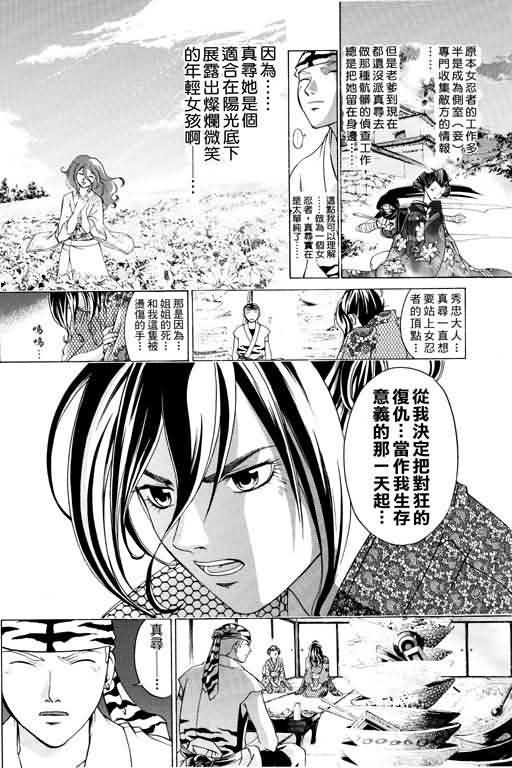 原本女忍者的工作多
半是成為側室（妾）
專門收集敵方的情報
但是老爹到現在
都遲沒派真尋去
做那種骯髒的偵查工作
總是把她留在身邊……
這點我可以理解
……做為一個女
忍者，真尋實在
是太單純了……
因為……
真尋她是個
適合在陽光底下
展露出燦爛微笑
的年輕女孩啊……
秀忠大人…
真尋一直想
要站上女忍
者的頂點…
那是因為…
姐姐的死…
和我這隻被
燙傷的手…
嗚…
嗚…
從我決定把對狂的
復仇…當作我生存
意義的那一天起…
真尋……